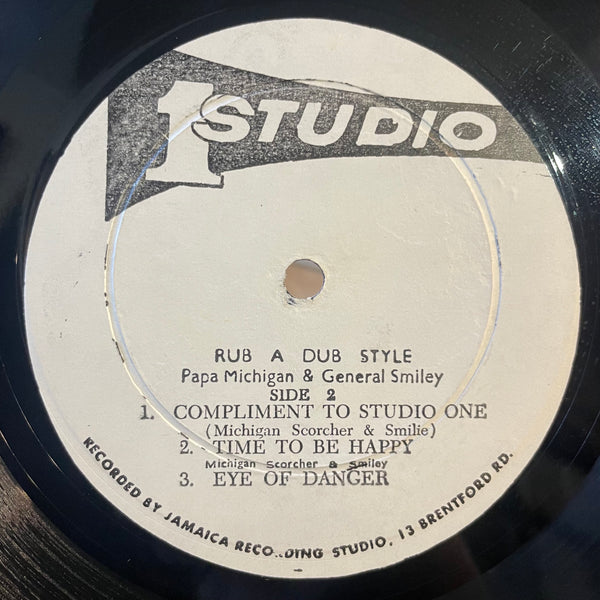 1 STUDIO
RUB A DUB STYLE
Papa Michigan & General Smiley
SIDE 2
1. COMPLIMENT TO STUDIO ONE
(Michigan Scorcher & Smilie)
2. TIME TO BE HAPPY
Michigan Scorcher & Smiley
3. EYE OF DANGER
RECORDED BY JAMAICA RECO..DING STUDIO. 13 BRENTFORD RD.